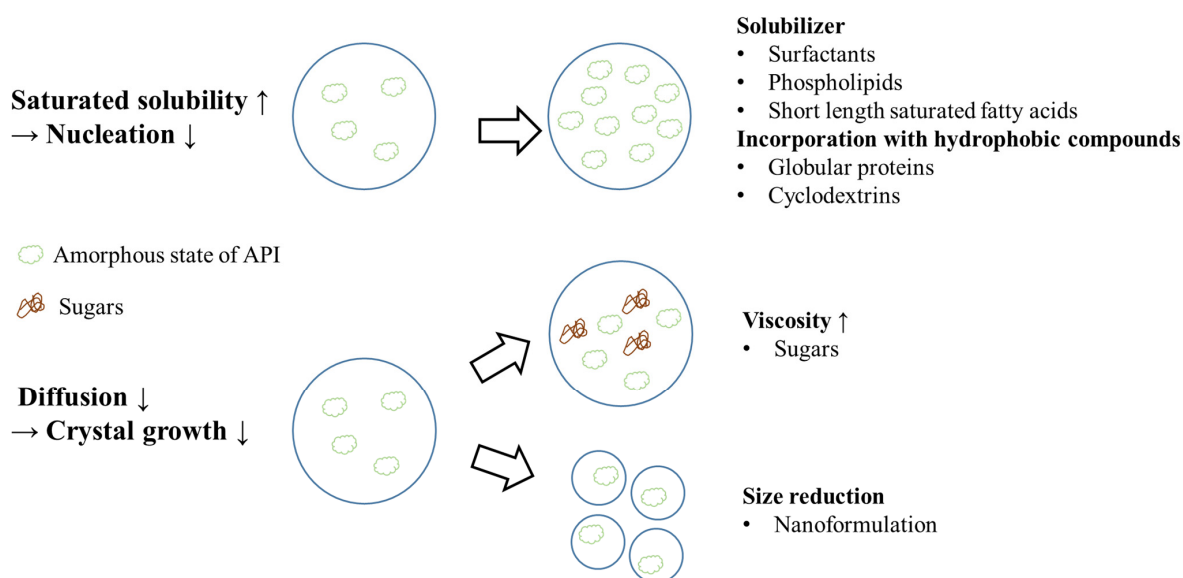 Saturated solubility ↑
→ Nucleation ↓
Solubilizer
• Surfactants
• Phospholipids
• Short length saturated fatty acids
Incorporation with hydrophobic compounds
• Globular proteins
• Cyclodextrins
Amorphous state of API
Sugars
Diffusion ↓
→ Crystal growth ↓
Viscosity ↑
• Sugars
Size reduction
• Nanoformulation